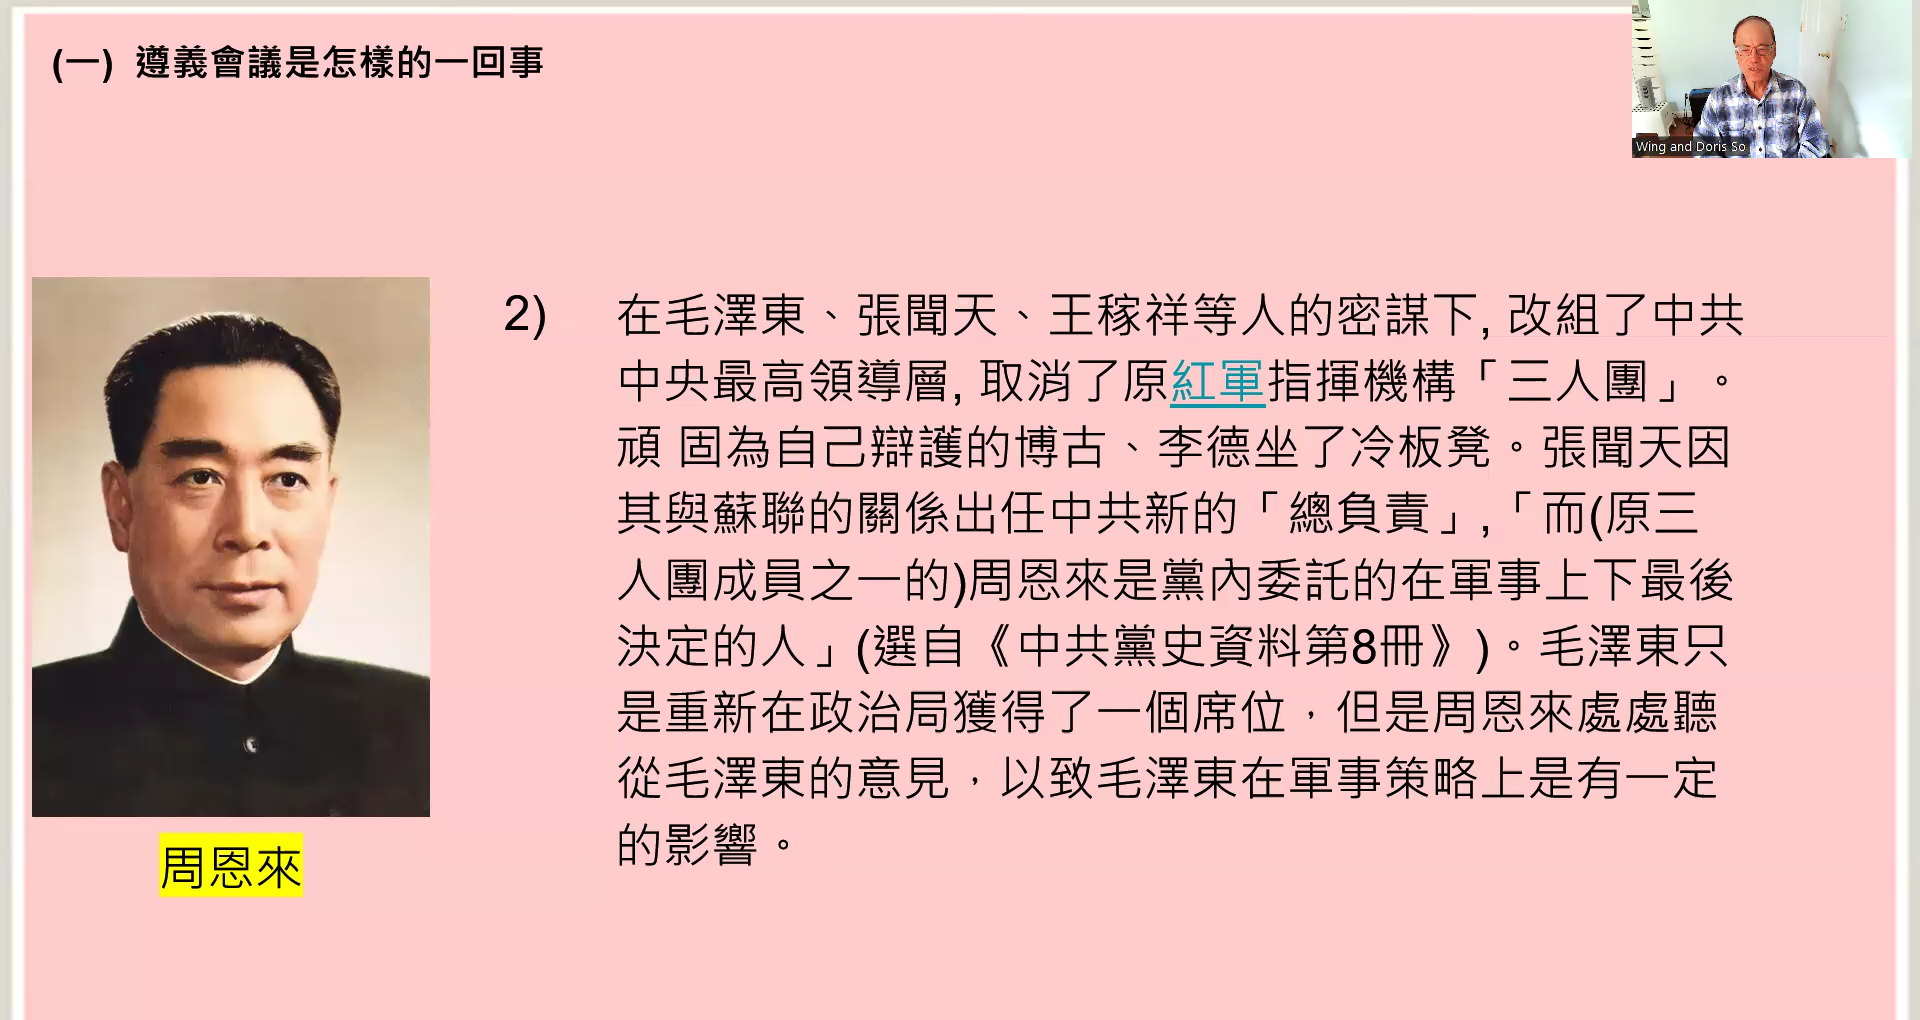 (一) 遵義會議是怎樣的一回事
Wing and Doris So
2) 在毛澤東、張聞天、王稼祥等人的密謀下, 改組了中共
中央最高領導層, 取消了原紅軍指揮機構「三人團」。
頑 固為自己辯護的博古、李德坐了冷板凳。張聞天因
其與蘇聯的關係出任中共新的「總負責」,「而(原三
人團成員之一的)周恩來是黨內委託的在軍事上下最後
決定的人」(選自《中共黨史資料第8冊》)。毛澤東只
是重新在政治局獲得了一個席位，但是周恩來處處聽
從毛澤東的意見，以致毛澤東在軍事策略上是有一定
的影響。
周恩來